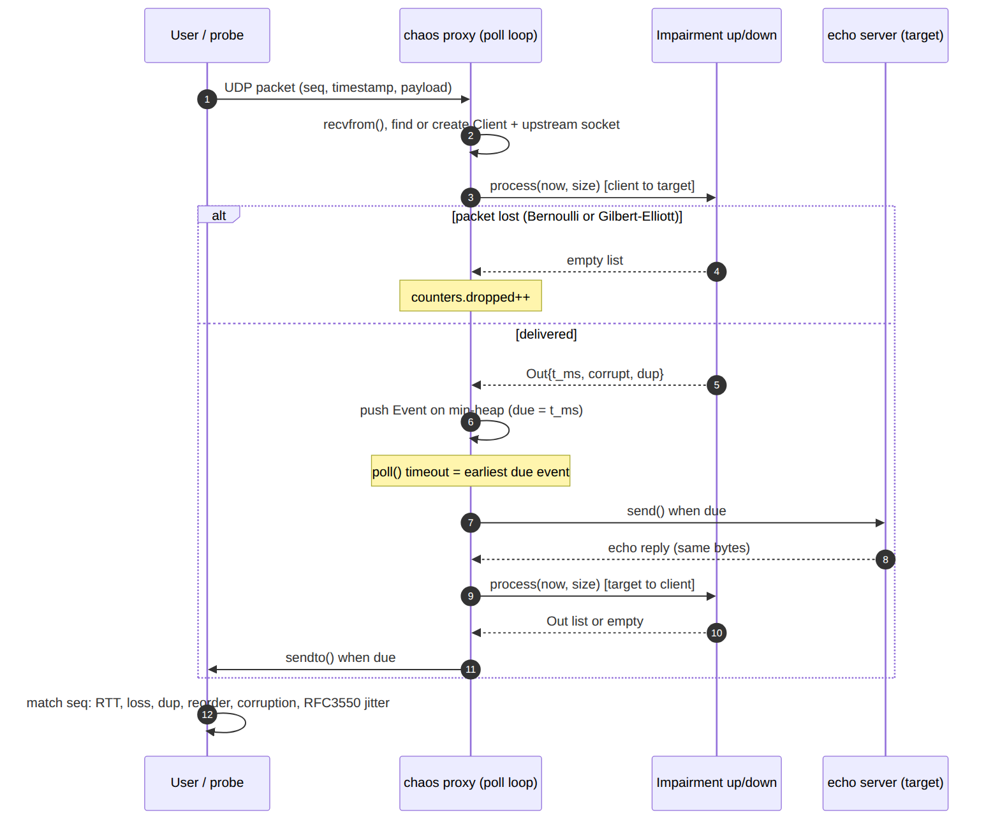 User / probe
chaos proxy (poll loop)
Impairment up/down
echo server (target)
UDP packet (seq, timestamp, payload)
1
recvfrom(), find or create Client + upstream socket
2
process(now, size) [client to target]
3
alt
[packet lost (Bernoulli or Gilbert-Elliott)]
empty list
4
counters.dropped++
[delivered]
Out{t_ms, corrupt, dup}
5
push Event on min-heap (due = t_ms)
6
poll() timeout = earliest due event
send() when due
7
echo reply (same bytes)
8
process(now, size) [target to client]
9
Out list or empty
10
sendto() when due
11
match seq: RTT, loss, dup, reorder, corruption, RFC3550 jitter
12
User / probe
chaos proxy (poll loop)
Impairment up/down
echo server (target)